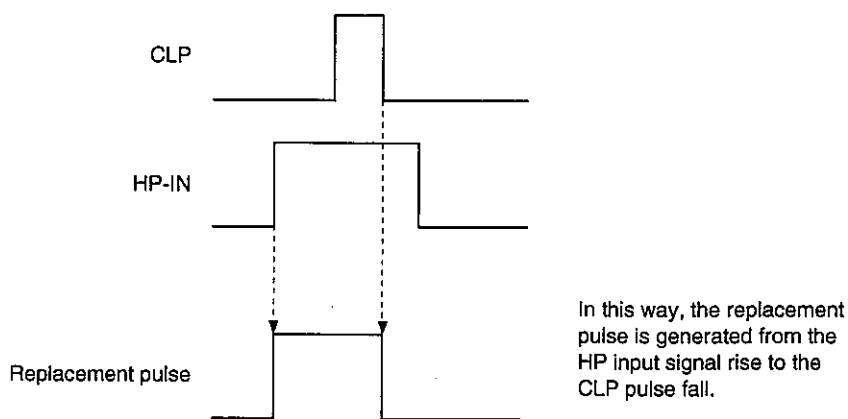 CLP
HP-IN
In this way, the replacement
pulse is generated from the
HP input signal rise to the
CLP pulse fall.
Replacement pulse